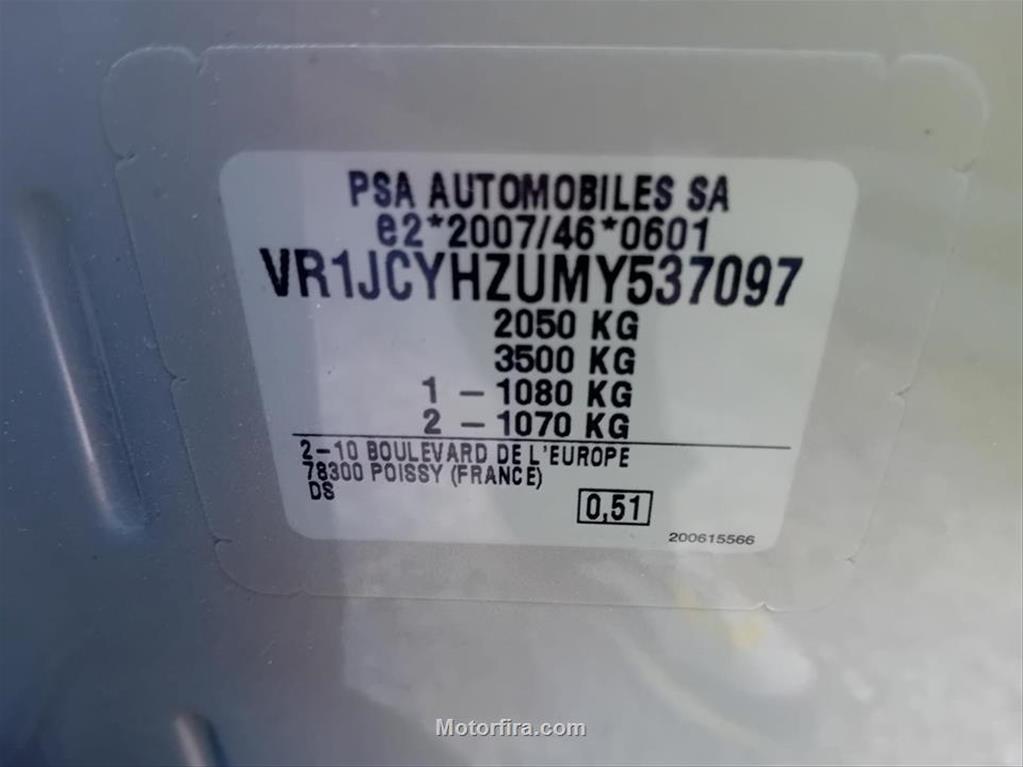 PSA AUTOMOBILES SA
e2*2007/46*0601
VR1JCYHZUMY537097
2050 KG
3500 KG
1 - 1080 KG
2 - 1070 KG
2-10 BOULEVARD DE L'EUROPE
78300 POISSY (FRANCE)
DS
0,51
200615566
Motorfira.com